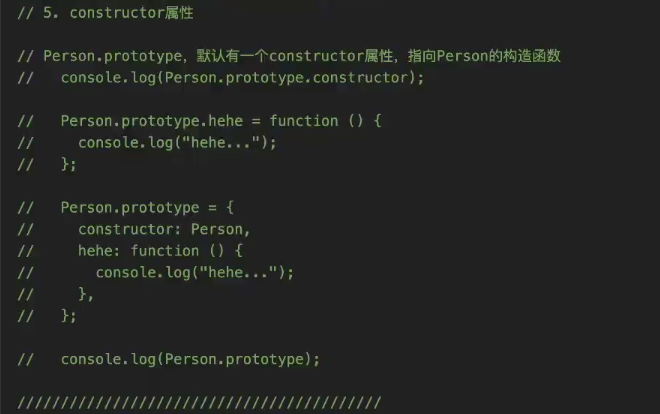 // 5. constructor属性
// Person.prototype，默认有一个constructor属性，指向Person的构造函数
//   console.log(Person.prototype.constructor);
//   Person.prototype.hehe = function () {
//     console.log("hehe...");
//   };
//   Person.prototype = {
//     constructor: Person,
//     hehe: function () {
//       console.log("hehe...");
//     },
//   };
//   console.log(Person.prototype);
//////////////////////////////////////////